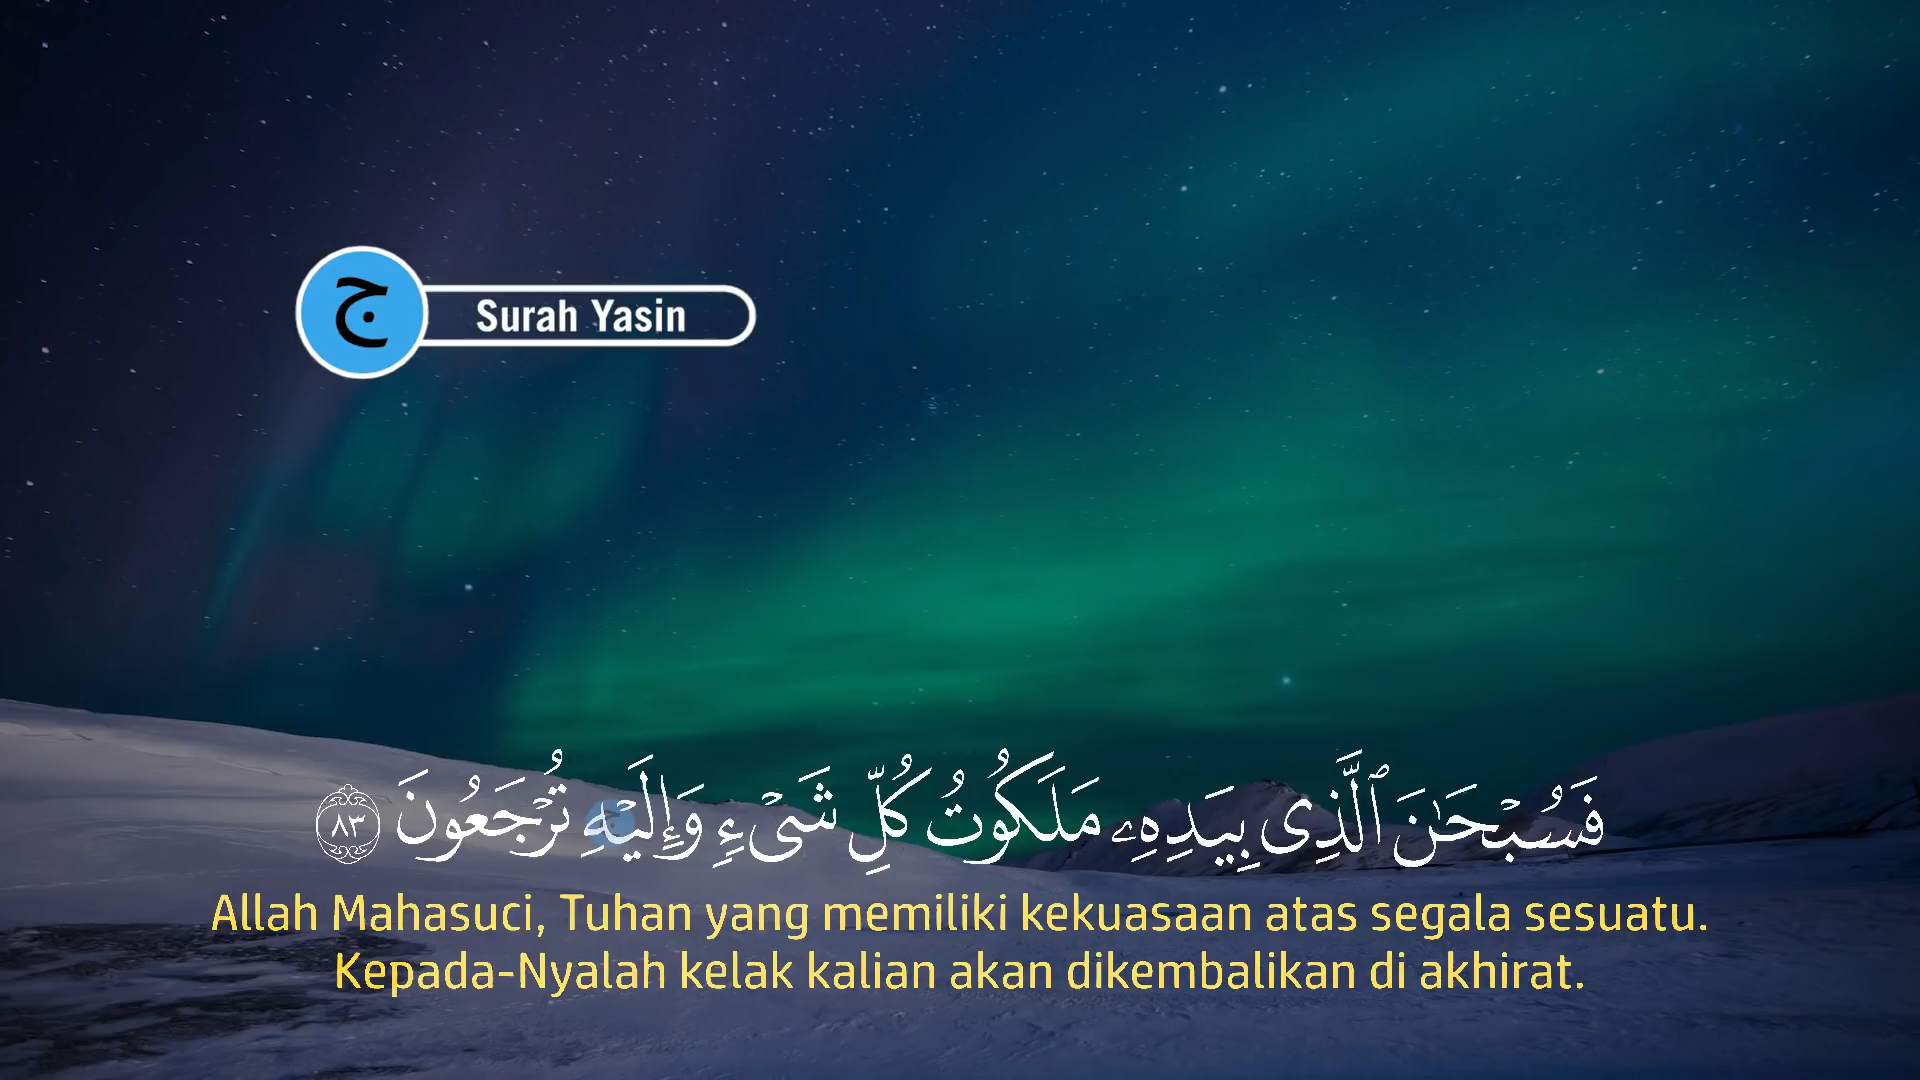 ج
Surah Yasin
فَسُبْحَـٰنَ ٱلَّذِى بِيَدِهِۦ مَلَكُوتُ كُلِّ شَىْءٍ وَإِلَيْهِ تُرْجَعُونَ ٨٣
Allah Mahasuci, Tuhan yang memiliki kekuasaan atas segala sesuatu.
Kepada-Nyalah kelak kalian akan dikembalikan di akhirat.